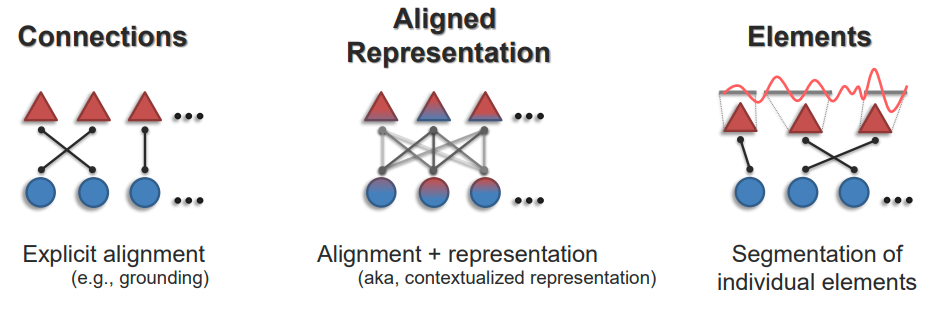 Connections
Aligned
Representation
Elements
Explicit alignment
(e.g., grounding)
Alignment + representation
(aka, contextualized representation)
Segmentation of
individual elements